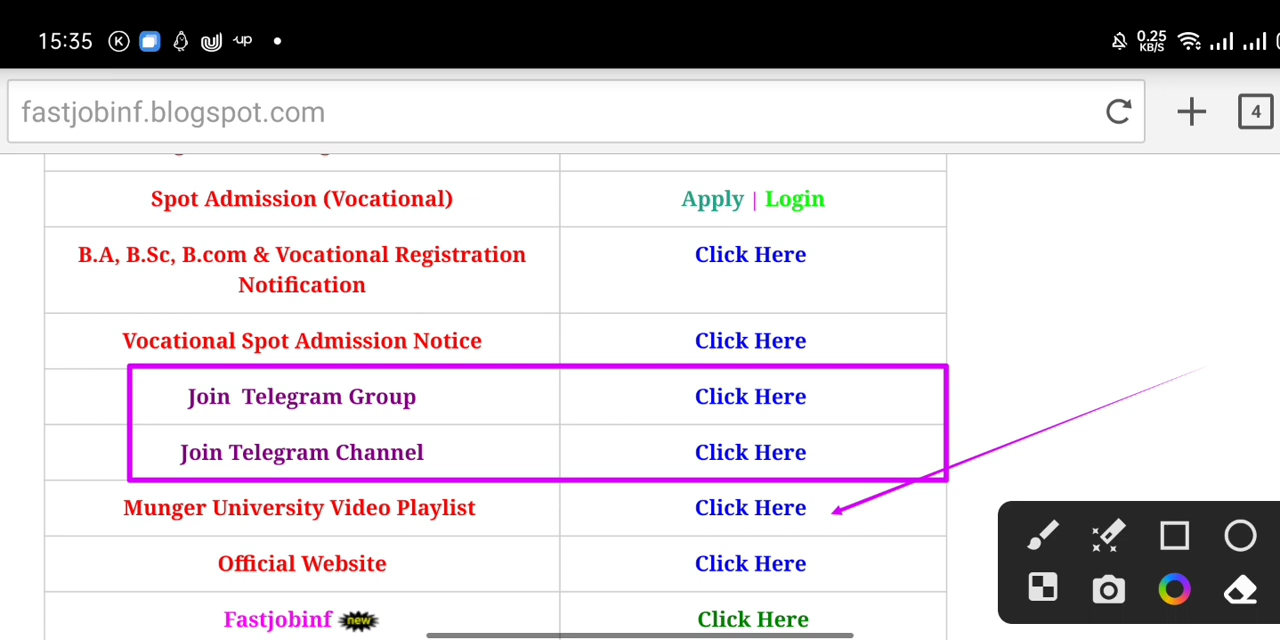 15:35 K up 0.25 KB/S
fastjobinf.blogspot.com 4
Spot Admission (Vocational) Apply | Login
B.A, B.Sc, B.com & Vocational Registration Click Here
Notification
Vocational Spot Admission Notice Click Here
Join Telegram Group Click Here
Join Telegram Channel Click Here
Munger University Video Playlist Click Here
Official Website Click Here
Fastjobinf new Click Here